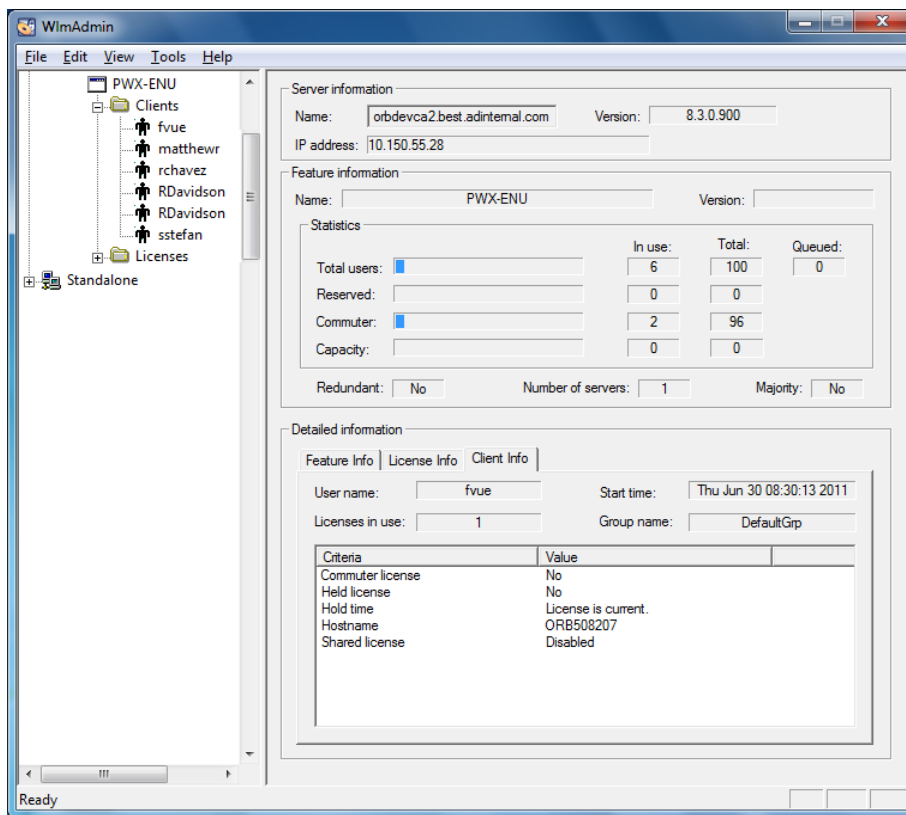 WlmAdmin
File Edit View Tools Help
PWX-ENU
Clients
fvue
matthewr
rchavez
RDavidson
RDavidson
sstefan
Licenses
Standalone
Server information
Name: orbdevca2.best.adinternal.com Version: 8.3.0.900
IP address: 10.150.55.28
Feature information
Name: PWX-ENU Version:
Statistics
In use: Total: Queued:
Total users: 6 100 0
Reserved: 0 0
Commuter: 2 96
Capacity: 0 0
Redundant: No Number of servers: 1 Majority: No
Detailed information
Feature Info License Info Client Info
User name: fvue Start time: Thu Jun 30 08:30:13 2011
Licenses in use: 1 Group name: DefaultGrp
Criteria Value
Commuter license No
Held license No
Hold time License is current.
Hostname ORB508207
Shared license Disabled
Ready